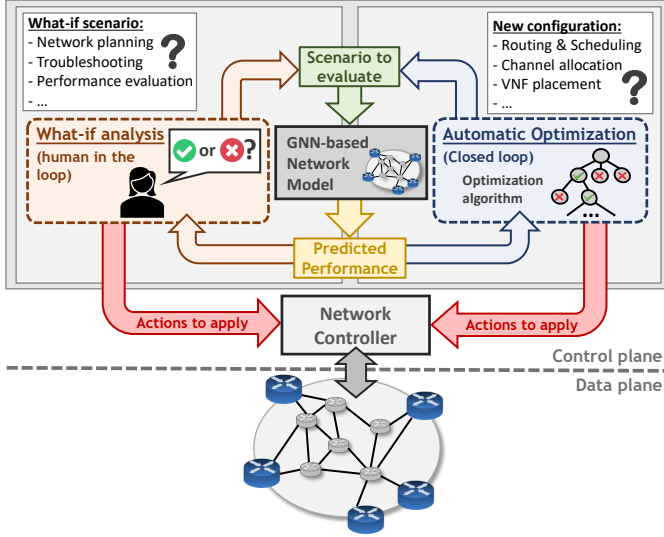 What-if scenario:
- Network planning
- Troubleshooting
- Performance evaluation
- ...
?
Scenario to
evaluate
New configuration:
- Routing & Scheduling
- Channel allocation
- VNF placement
- ...
?
What-if analysis
(human in the
loop)
or ?
GNN-based
Network
Model
Automatic Optimization
(Closed loop)
Optimization
algorithm
...
Predicted
Performance
Actions to apply
Network
Controller
Actions to apply
Control plane
Data plane